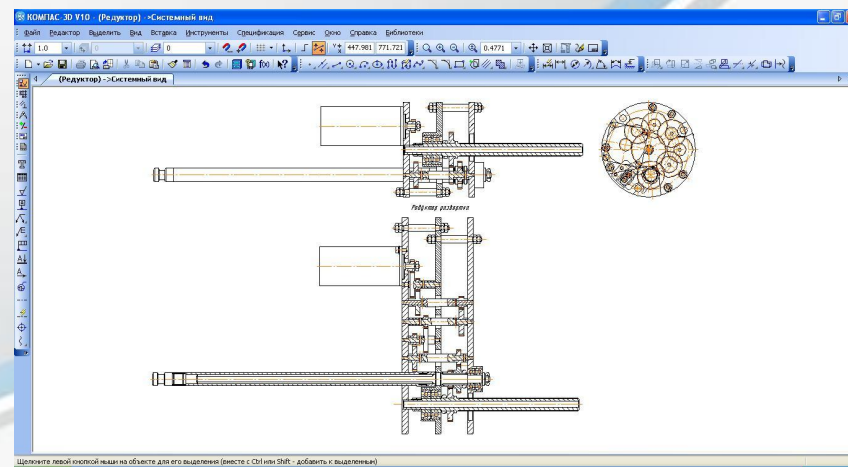 КОМПАС-3D V10 - (Редуктор) ->Системный вид
Файл Редактор Выделить Вид Вставка Инструменты Спецификация Сервис Окно Справка Библиотеки
1.0 0 0 447.981 771.721 0.4771
(Редуктор) ->Системный вид
Редуктор развертка
Щелкните левой кнопкой мыши на объекте для его выделения (вместе с Ctrl или Shift - добавить к выделенным)